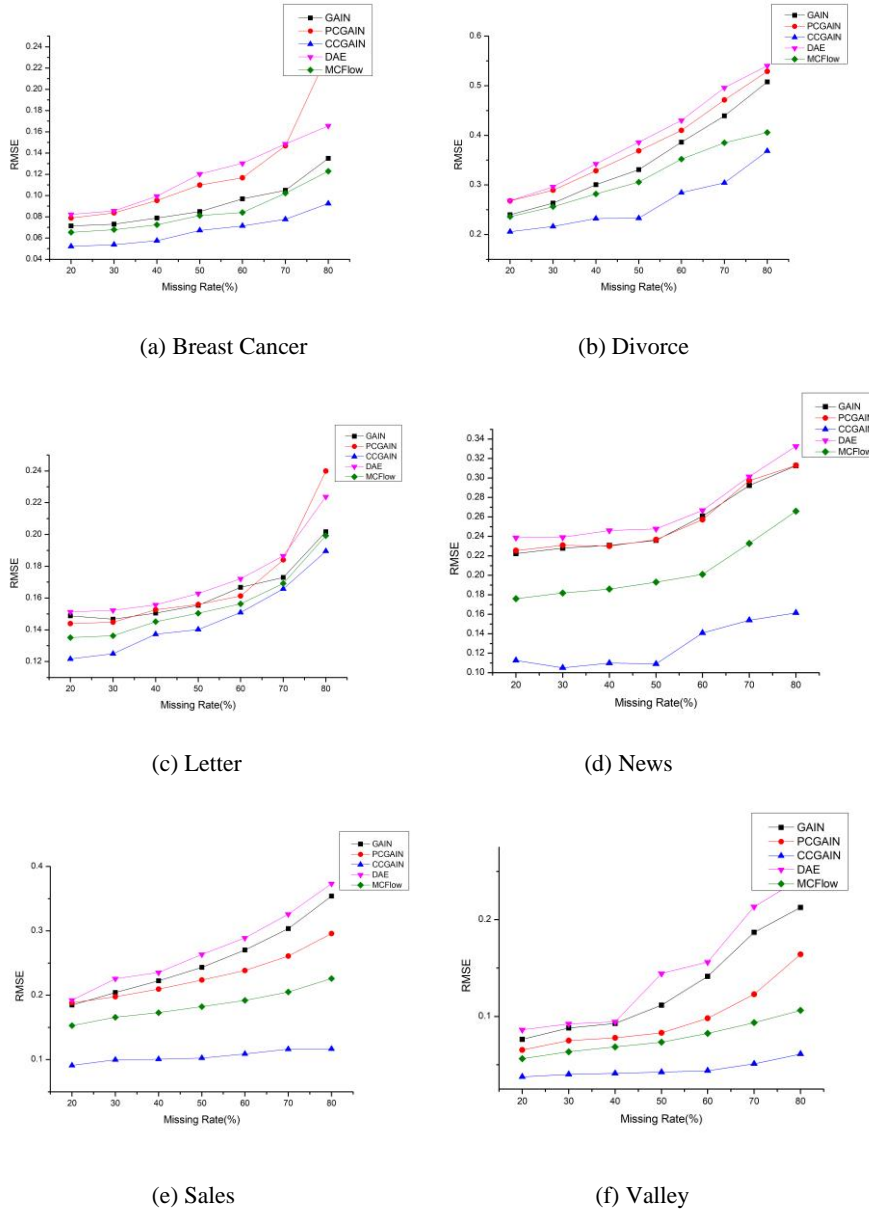 GAIN
PCGAIN
CCGAIN
DAE
MCFlow
0.24
0.22
0.20
0.18
0.16
0.14
0.12
0.10
0.08
0.06
0.04
RMSE
20 30 40 50 60 70 80
Missing Rate(%)
(a) Breast Cancer
GAIN
PCGAIN
CCGAIN
DAE
MCFlow
0.6
0.5
0.4
0.3
0.2
RMSE
20 30 40 50 60 70 80
Missing Rate(%)
(b) Divorce
GAIN
PCGAIN
CCGAIN
DAE
MCFlow
0.24
0.22
0.20
0.18
0.16
0.14
0.12
RMSE
20 30 40 50 60 70 80
Missing Rate(%)
(c) Letter
GAIN
PCGAIN
CCGAIN
DAE
MCFlow
0.34
0.32
0.30
0.28
0.26
0.24
0.22
0.20
0.18
0.16
0.14
0.12
0.10
RMSE
20 30 40 50 60 70 80
Missing Rate(%)
(d) News
GAIN
PCGAIN
CCGAIN
DAE
MCFlow
0.4
0.3
0.2
0.1
RMSE
20 30 40 50 60 70 80
Missing Rate(%)
(e) Sales
GAIN
PCGAIN
CCGAIN
DAE
MCFlow
0.2
0.1
RMSE
20 30 40 50 60 70 80
Missing Rate(%)
(f) Valley